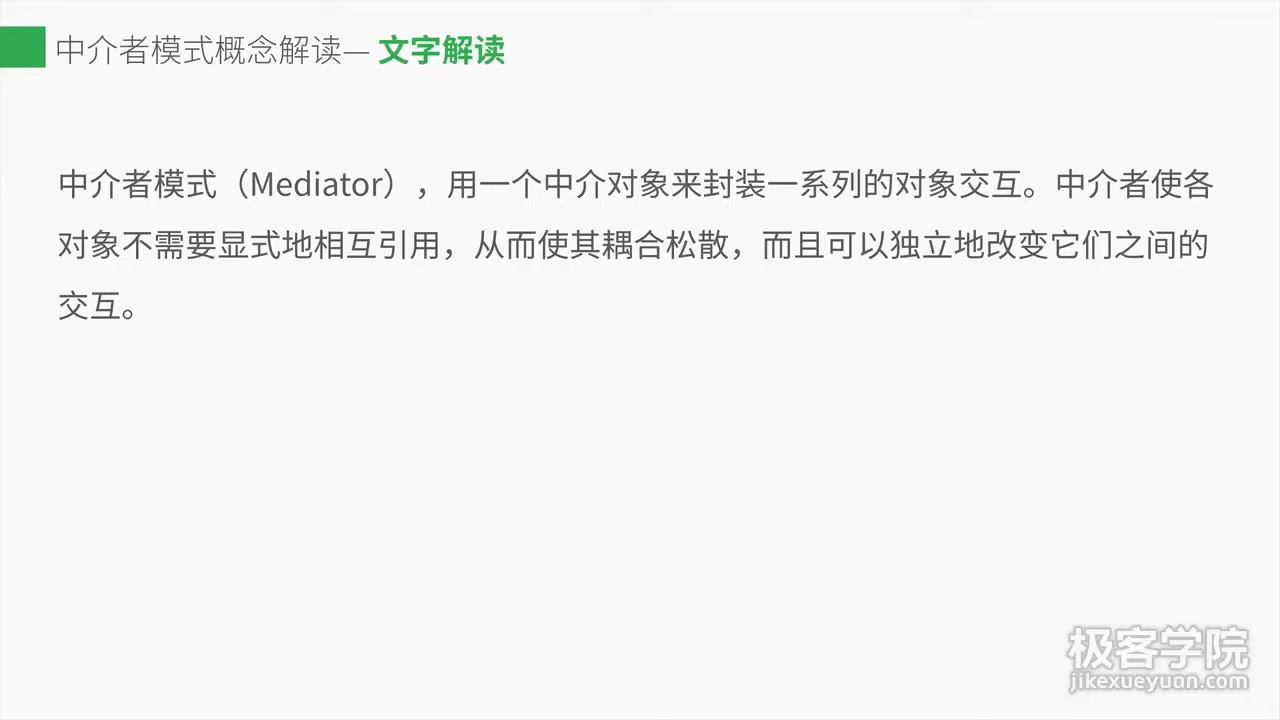 中介者模式概念解读— 文字解读
中介者模式（Mediator），用一个中介对象来封装一系列的对象交互。中介者使各
对象不需要显式地相互引用，从而使其耦合松散，而且可以独立地改变它们之间的
交互。
极客学院
jikexueyuan.com